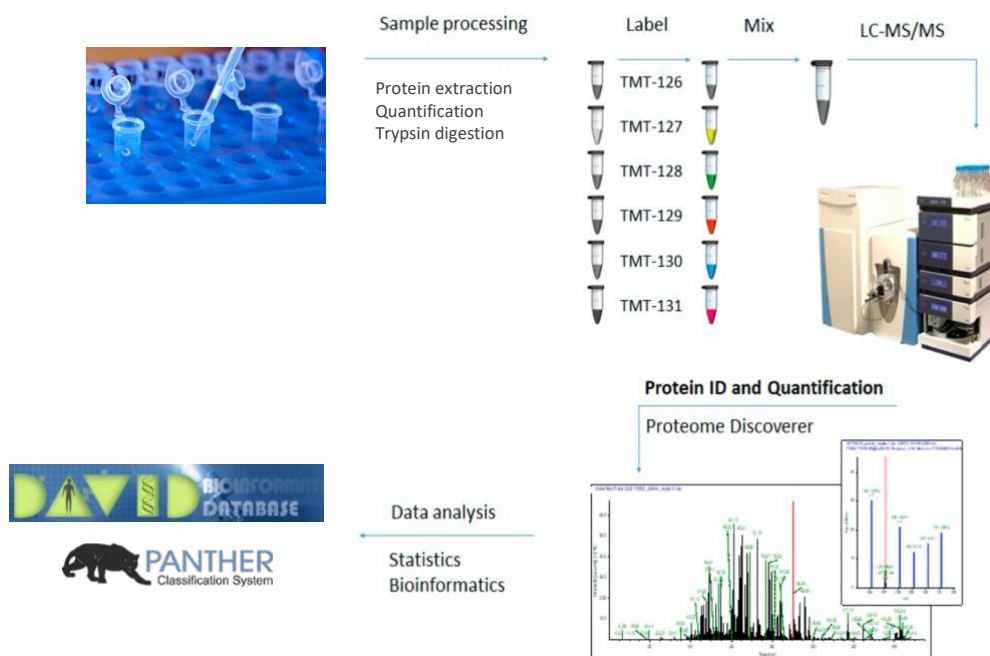 Sample processing
Label
Mix
LC-MS/MS
Protein extraction
Quantification
Trypsin digestion
TMT-126
TMT-127
TMT-128
TMT-129
TMT-130
TMT-131
Protein ID and Quantification
Proteome Discoverer
DAVID BIOINFORMATI
DATABASE
PANTHER
Classification System
Data analysis
Statistics
Bioinformatics